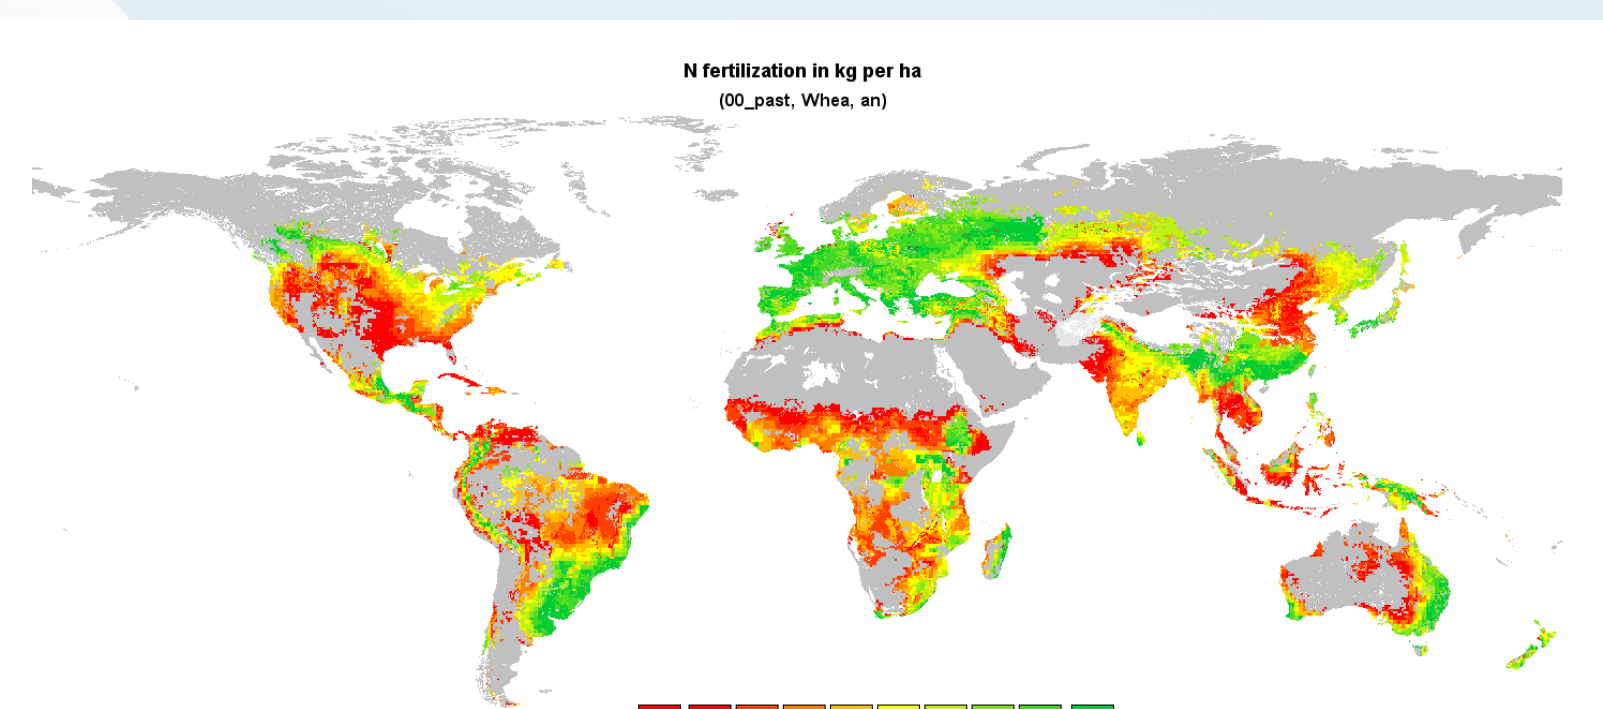 N fertilization in kg per ha
(00_past, Whea, an)